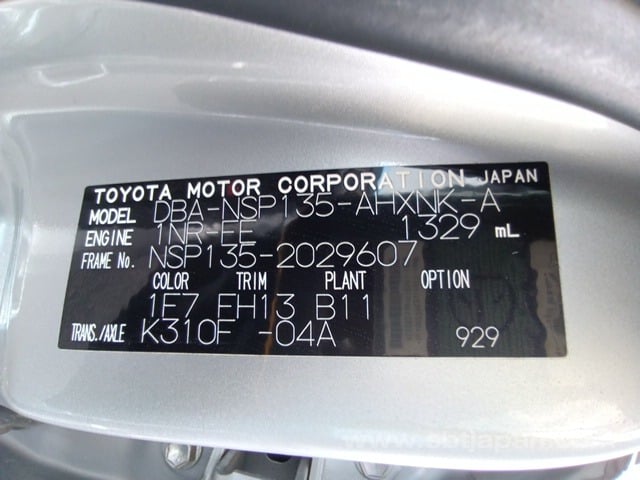 TOYOTA MOTOR CORPORATION JAPAN
MODEL DBA-NSP135-AHXNK-A
ENGINE 1NR-FE 1329 mL
FRAME No. NSP135-2029607
COLOR TRIM PLANT OPTION
1F7 FH13 B11
TRANS./AXLE K310F -04A 929